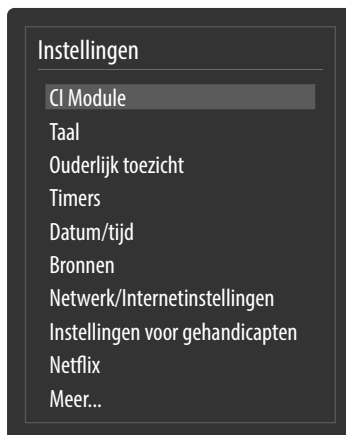 Instellingen
CI Module
Taal
Ouderlijk toezicht
Timers
Datum/tijd
Bronnen
Netwerk/Internetinstellingen
Instellingen voor gehandicapten
Netflix
Meer...